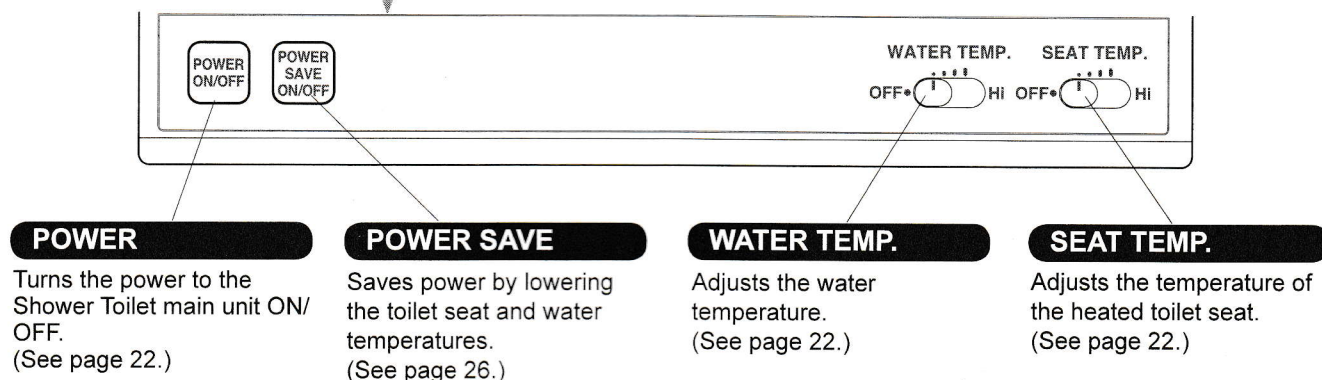 POWER
ON/OFF
POWER
SAVE
ON/OFF
WATER TEMP.
OFF
Hi
SEAT TEMP.
OFF
Hi
POWER
Turns the power to the
Shower Toilet main unit ON/
OFF.
(See page 22.)
POWER SAVE
Saves power by lowering
the toilet seat and water
temperatures.
(See page 26.)
WATER TEMP.
Adjusts the water
temperature.
(See page 22.)
SEAT TEMP.
Adjusts the temperature of
the heated toilet seat.
(See page 22.)